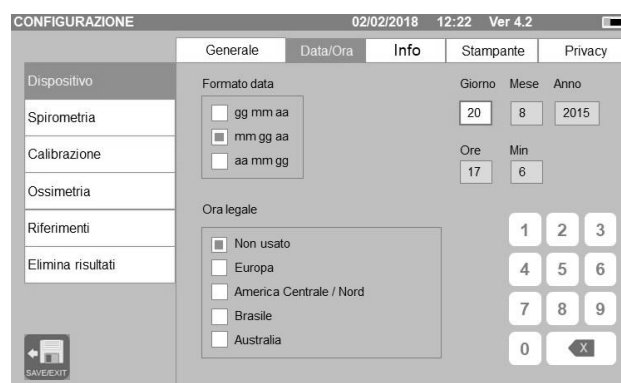 CONFIGURAZIONE 02/02/2018 12:22 Ver 4.2
Generale Data/Ora Info Stampante Privacy
Dispositivo
Spirometria
Calibrazione
Ossimetria
Riferimenti
Elimina risultati
SAVE/EXIT
Formato data
gg mm aa
mm gg aa
aa mm gg
Ora legale
Non usato
Europa
America Centrale / Nord
Brasile
Australia
Giorno Mese Anno
20 8 2015
Ore Min
17 6
1 2 3
4 5 6
7 8 9
0 X